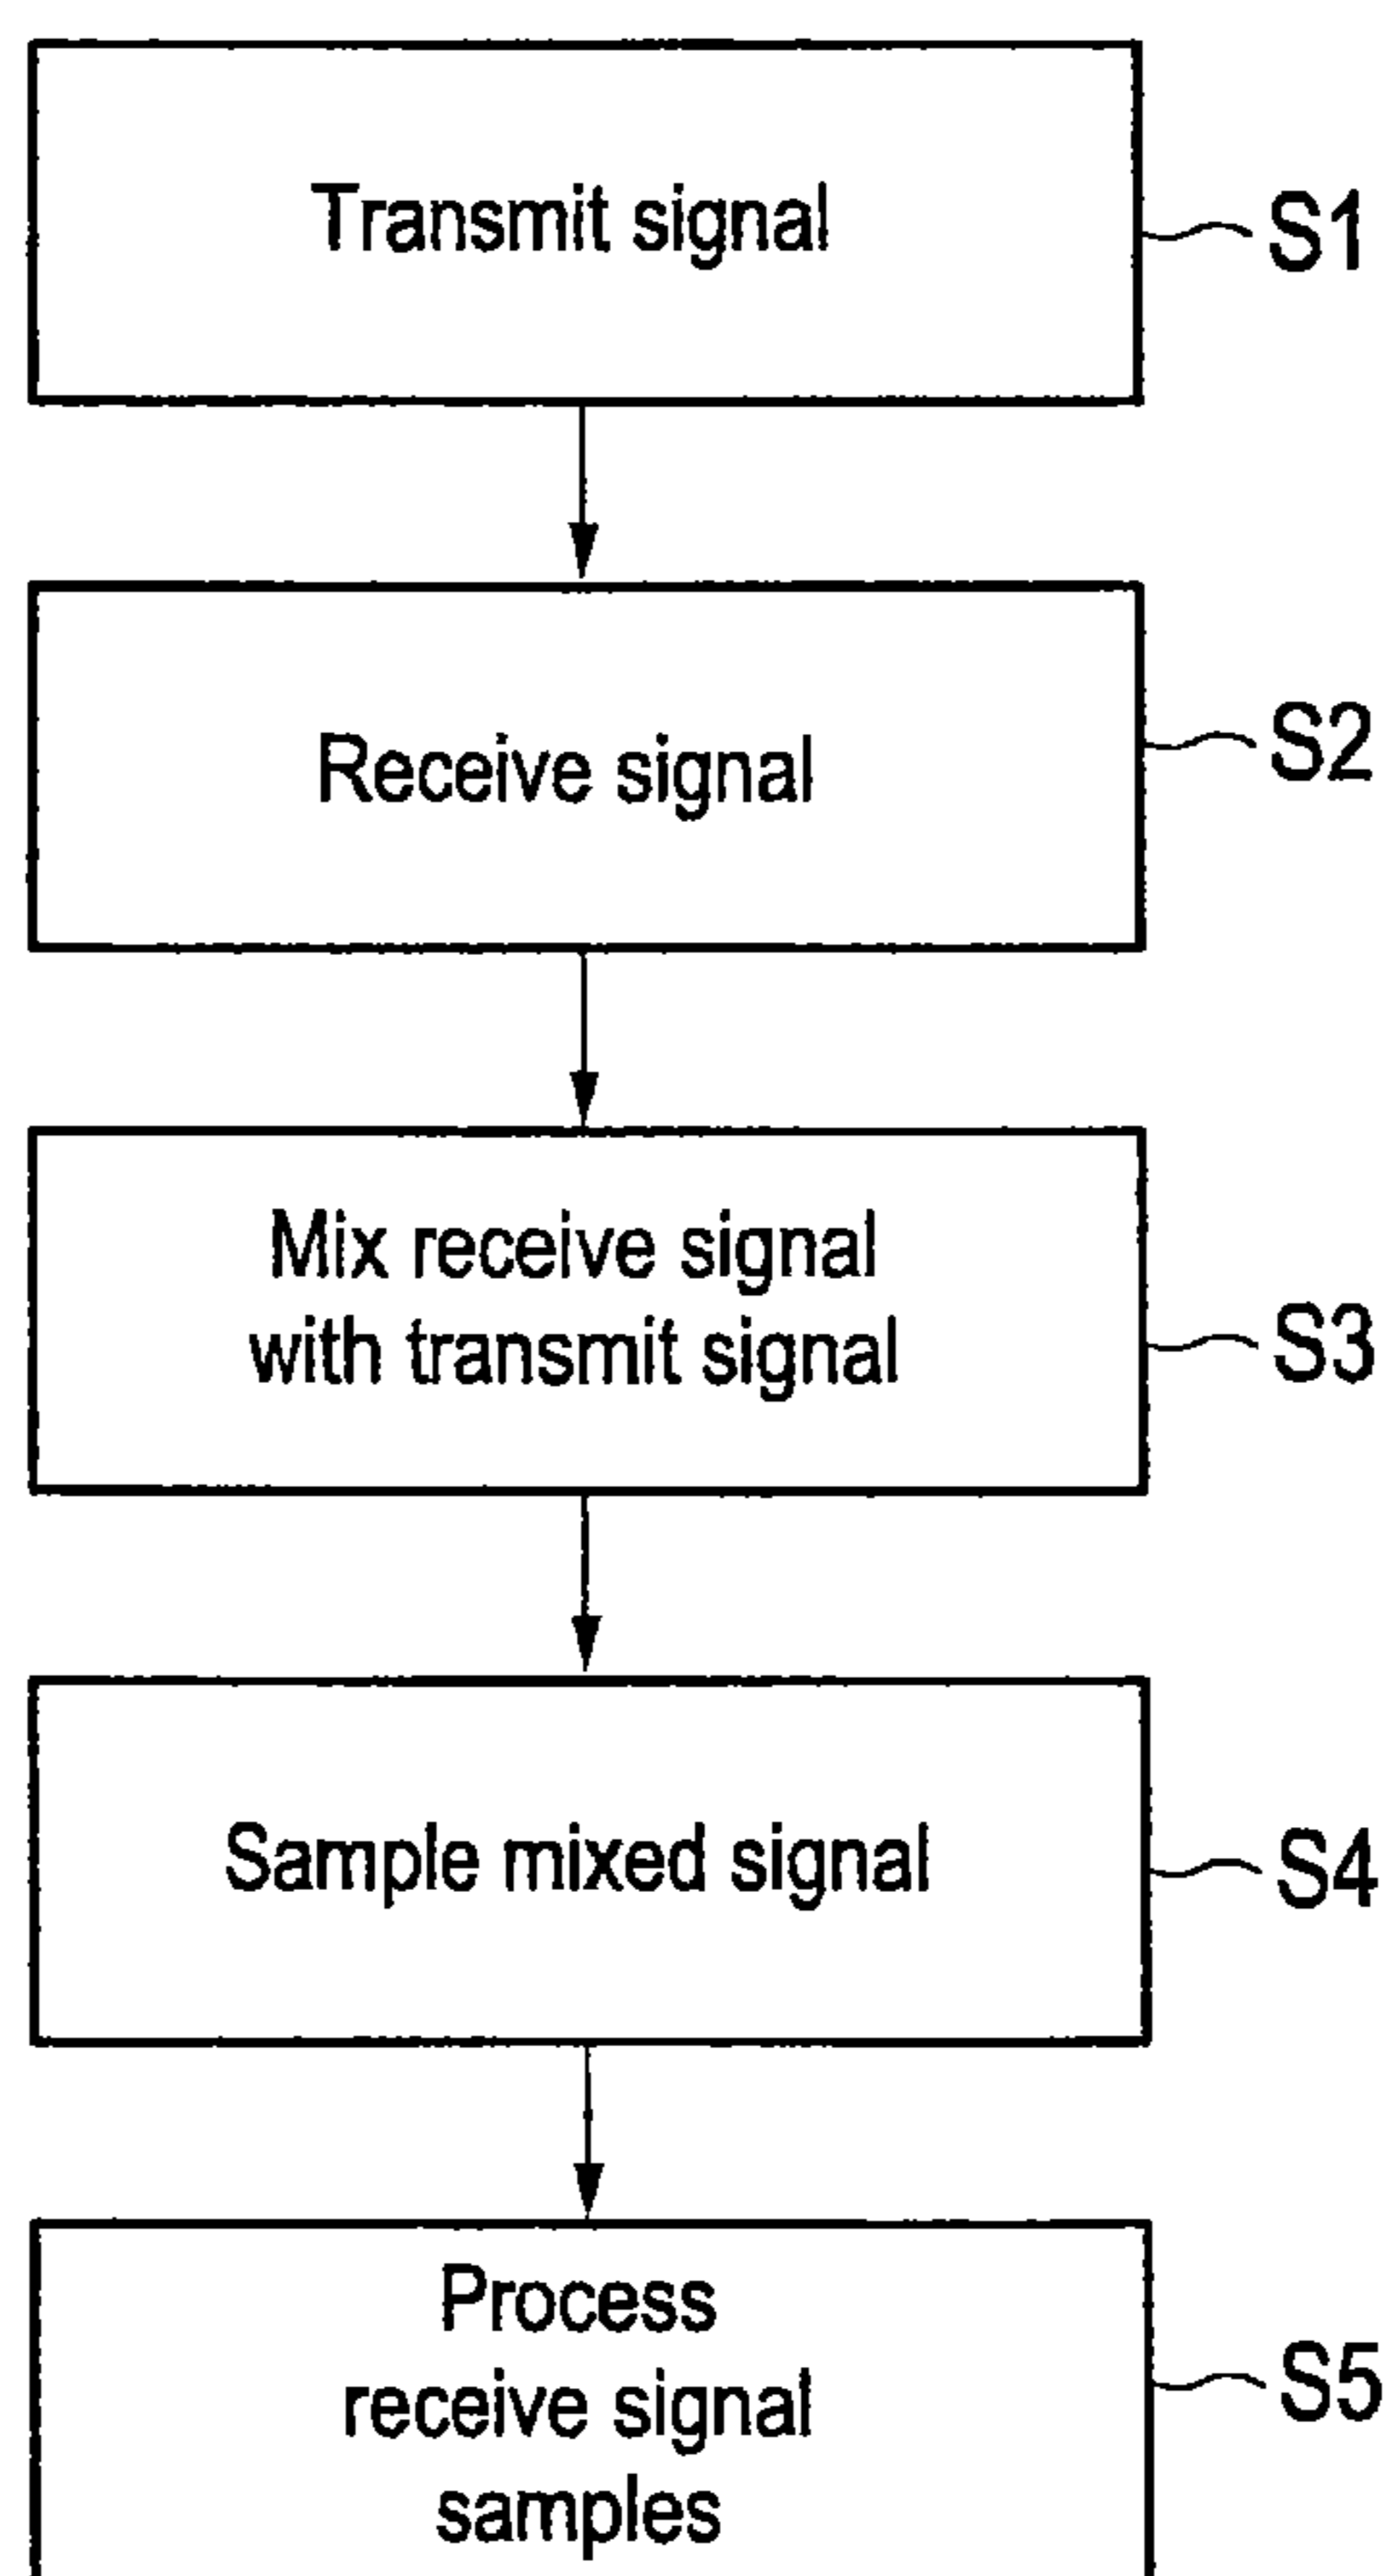 Transmit signal
S1
Receive signal
S2
Mix receive signal
with transmit signal
S3
Sample mixed signal
S4
Process
receive signal
samples
S5